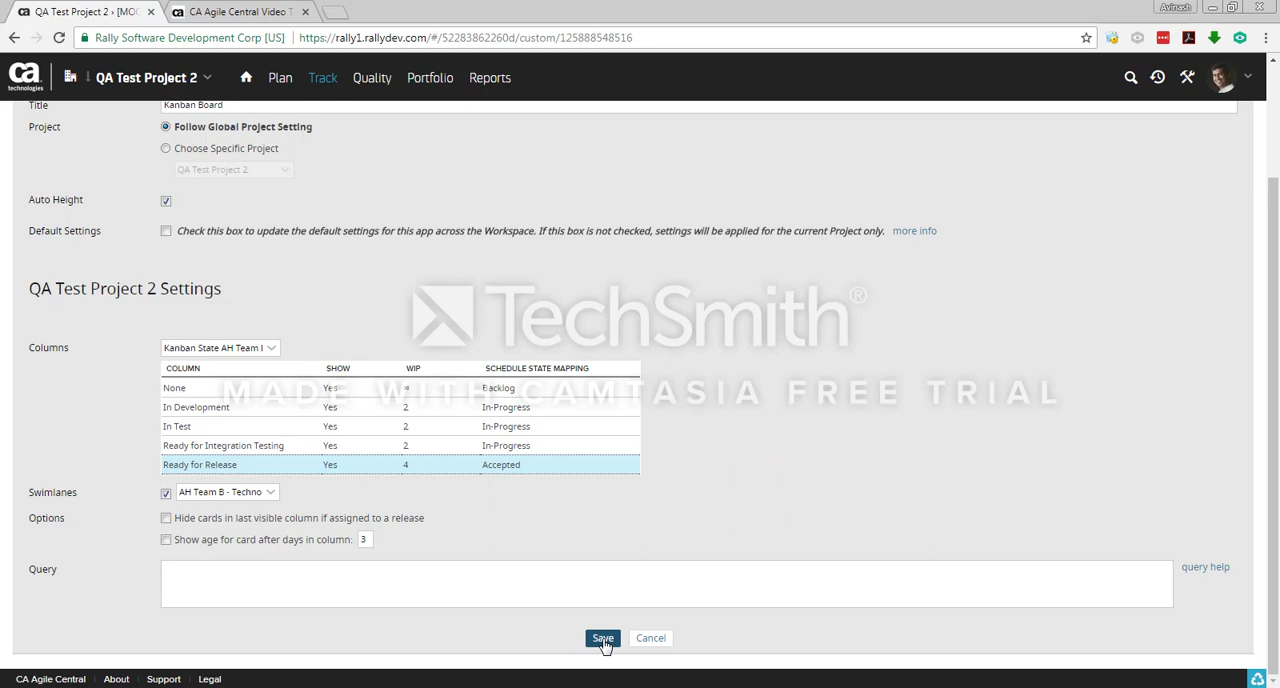 QA Test Project 2 › [MOC
CA Agile Central Video T
Avinash
Rally Software Development Corp [US]
https://rally1.rallydev.com/#/52283862260d/custom/125888548516
ca technologies
QA Test Project 2
Plan
Track
Quality
Portfolio
Reports
Title
Kanban Board
Project
Follow Global Project Setting
Choose Specific Project
QA Test Project 2
Auto Height
Default Settings
Check this box to update the default settings for this app across the Workspace. If this box is not checked, settings will be applied for the current Project only. more info
QA Test Project 2 Settings
TechSmith®
MADE WITH CAMTASIA FREE TRIAL
Columns
Kanban State AH Team I
COLUMN SHOW WIP SCHEDULE STATE MAPPING
None Yes ∞ Backlog
In Development Yes 2 In-Progress
In Test Yes 2 In-Progress
Ready for Integration Testing Yes 2 In-Progress
Ready for Release Yes 4 Accepted
Swimlanes
AH Team B - Techno
Options
Hide cards in last visible column if assigned to a release
Show age for card after days in column: 3
Query
query help
Save
Cancel
CA Agile Central About Support Legal